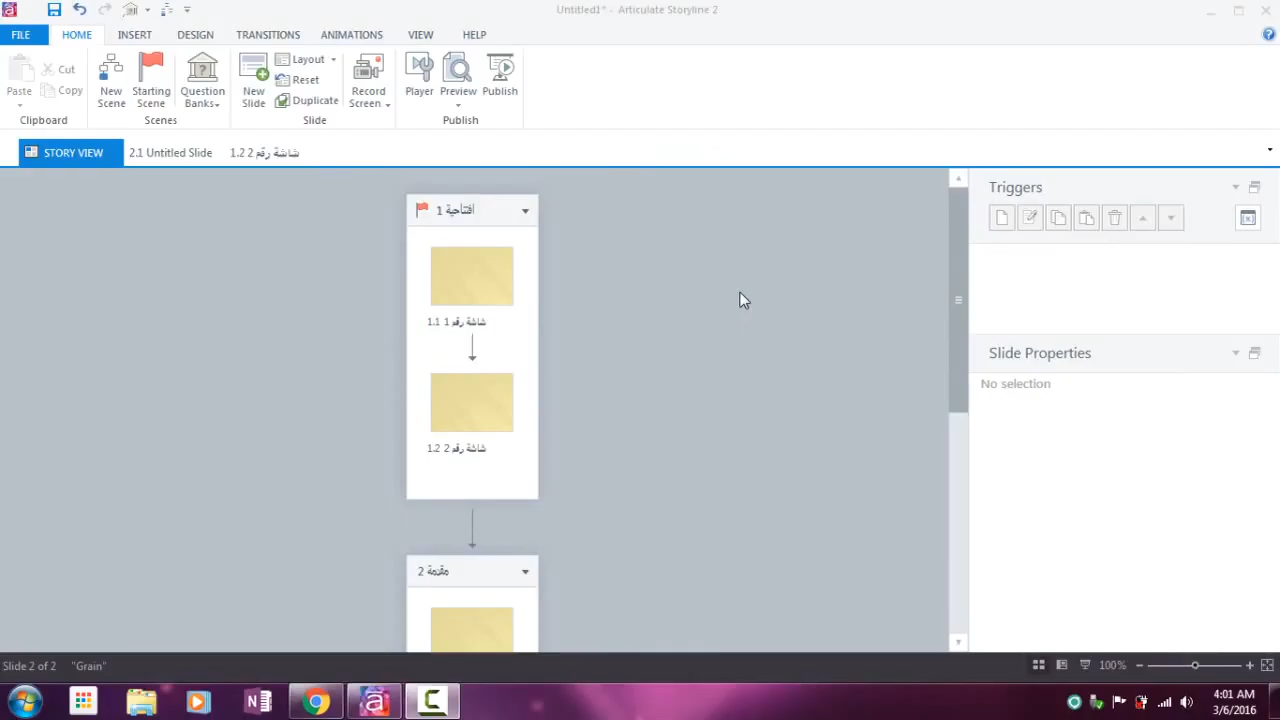 Untitled1* - Articulate Storyline 2
FILE HOME INSERT DESIGN TRANSITIONS ANIMATIONS VIEW HELP
Paste
Cut
Copy
Clipboard
New Scene
Starting Scene
Question Banks
Scenes
New Slide
Layout
Reset
Duplicate
Slide
Record Screen
Player
Preview
Publish
Publish
STORY VIEW
2.1 Untitled Slide
1.2 شاشة رقم 2
Triggers
1 افتتاحية
1.1 شاشة رقم 1
1.2 شاشة رقم 2
2 مقدمة
Slide Properties
No selection
Slide 2 of 2
"Grain"
100%
4:01 AM
3/6/2016